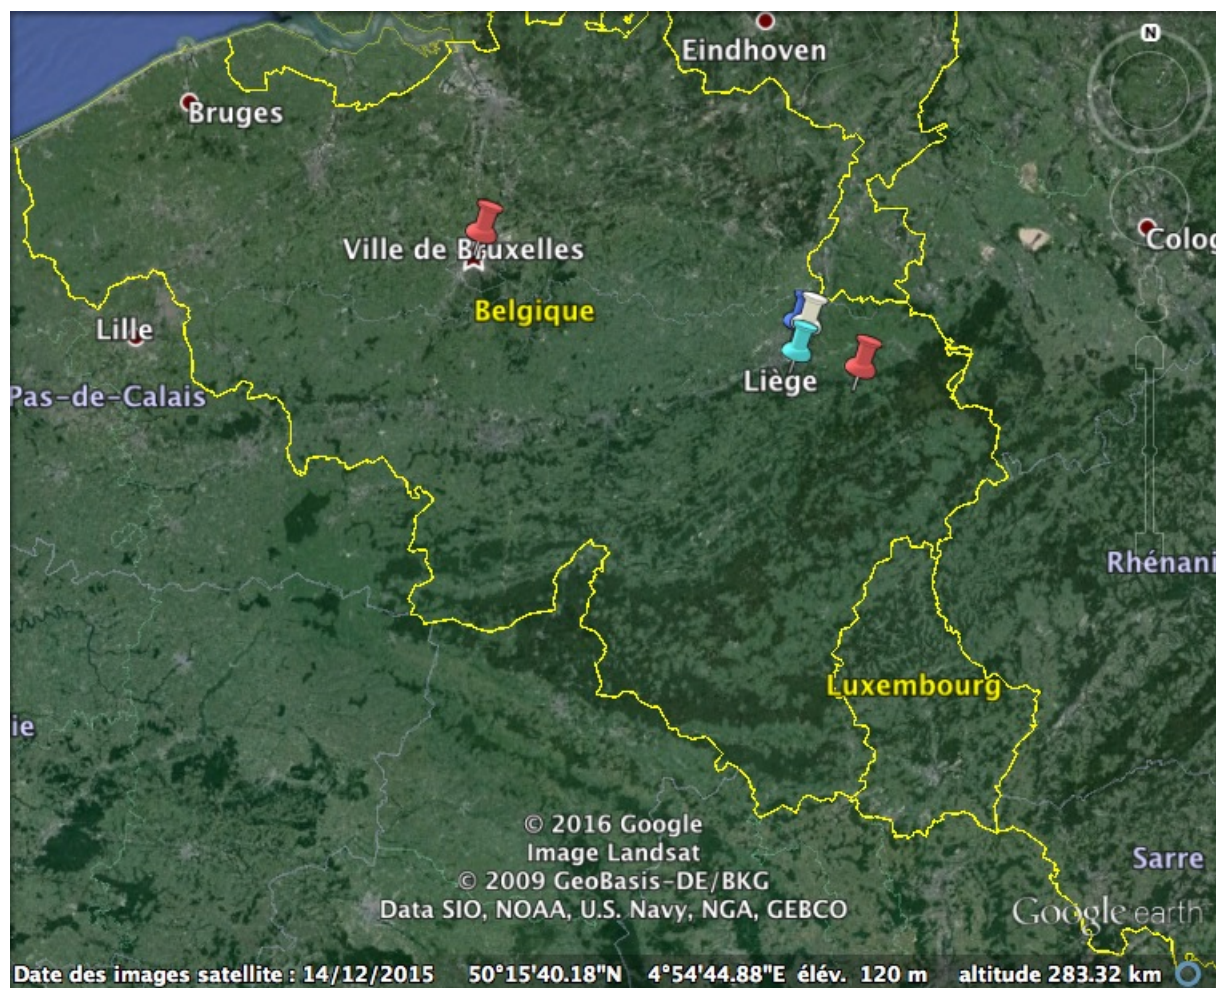 Eindhoven
N
Bruges
Ville de Bruxelles
Colog
Belgique
Lille
Liège
Pas-de-Calais
Rhénani
Luxembourg
ie
© 2016 Google
Image Landsat
© 2009 GeoBasis-DE/BKG
Data SIO, NOAA, U.S. Navy, NGA, GEBCO
Sarre
Google earth
Date des images satellite : 14/12/2015 50°15'40.18"N 4°54'44.88"E élév. 120 m altitude 283.32 km